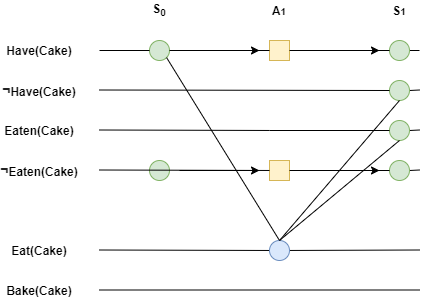 S₀ A₁ S₁
Have(Cake)
¬Have(Cake)
Eaten(Cake)
¬Eaten(Cake)
Eat(Cake)
Bake(Cake)